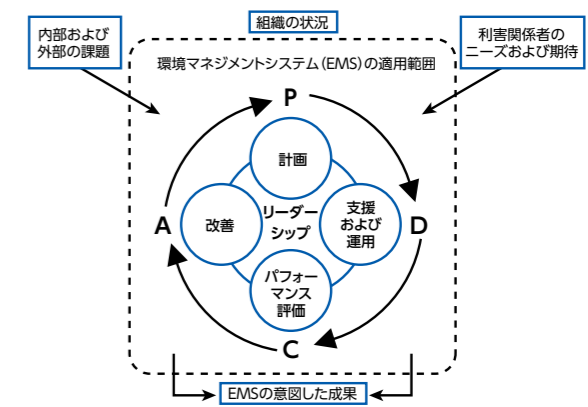 組織の状況
内部および
外部の課題
利害関係者の
ニーズおよび期待
環境マネジメントシステム(EMS)の適用範囲
P
計画
A
改善
リーダー
シップ
支援
および
運用
D
パフォー
マンス
評価
C
EMSの意図した成果